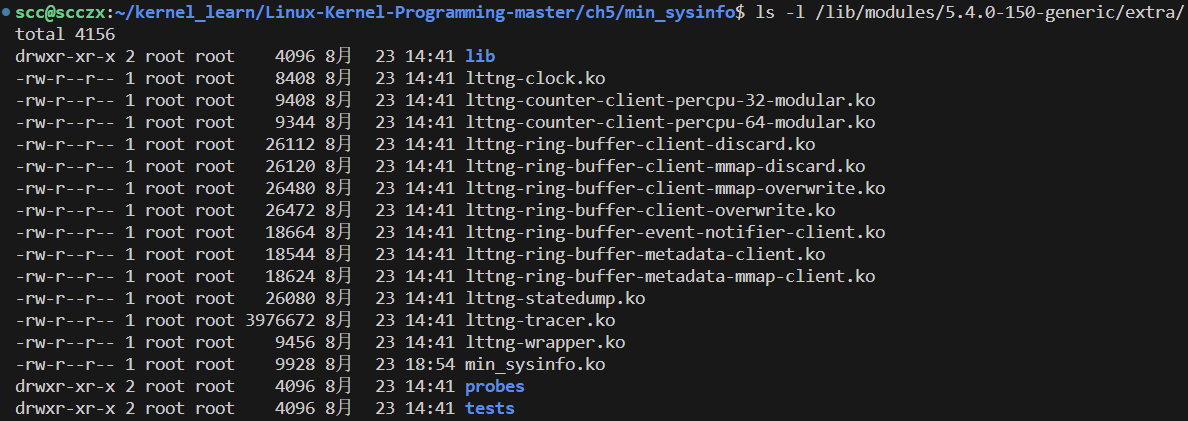 scc@scczx:~/kernel_learn/Linux-Kernel-Programming-master/ch5/min_sysinfo$ ls -l /lib/modules/5.4.0-150-generic/extra/
total 4156
drwxr-xr-x 2 root root    4096 8月  23 14:41 lib
-rw-r--r-- 1 root root    8408 8月  23 14:41 lttng-clock.ko
-rw-r--r-- 1 root root    9408 8月  23 14:41 lttng-counter-client-percpu-32-modular.ko
-rw-r--r-- 1 root root    9344 8月  23 14:41 lttng-counter-client-percpu-64-modular.ko
-rw-r--r-- 1 root root   26112 8月  23 14:41 lttng-ring-buffer-client-discard.ko
-rw-r--r-- 1 root root   26120 8月  23 14:41 lttng-ring-buffer-client-mmap-discard.ko
-rw-r--r-- 1 root root   26480 8月  23 14:41 lttng-ring-buffer-client-mmap-overwrite.ko
-rw-r--r-- 1 root root   26472 8月  23 14:41 lttng-ring-buffer-client-overwrite.ko
-rw-r--r-- 1 root root   18664 8月  23 14:41 lttng-ring-buffer-event-notifier-client.ko
-rw-r--r-- 1 root root   18544 8月  23 14:41 lttng-ring-buffer-metadata-client.ko
-rw-r--r-- 1 root root   18624 8月  23 14:41 lttng-ring-buffer-metadata-mmap-client.ko
-rw-r--r-- 1 root root   26080 8月  23 14:41 lttng-statedump.ko
-rw-r--r-- 1 root root 3976672 8月  23 14:41 lttng-tracer.ko
-rw-r--r-- 1 root root    9456 8月  23 14:41 lttng-wrapper.ko
-rw-r--r-- 1 root root    9928 8月  23 18:54 min_sysinfo.ko
drwxr-xr-x 2 root root    4096 8月  23 14:41 probes
drwxr-xr-x 2 root root    4096 8月  23 14:41 tests